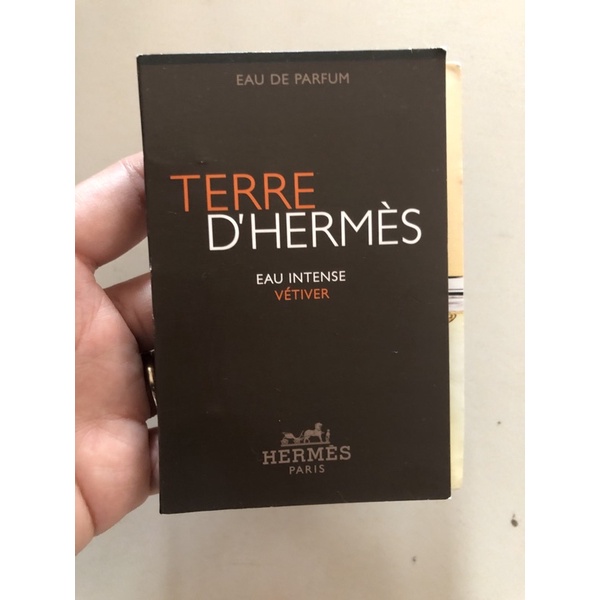 EAU DE PARFUM
TERRE
D'HERMÈS
EAU INTENSE
VÉTIVER
HERMÈS
PARIS